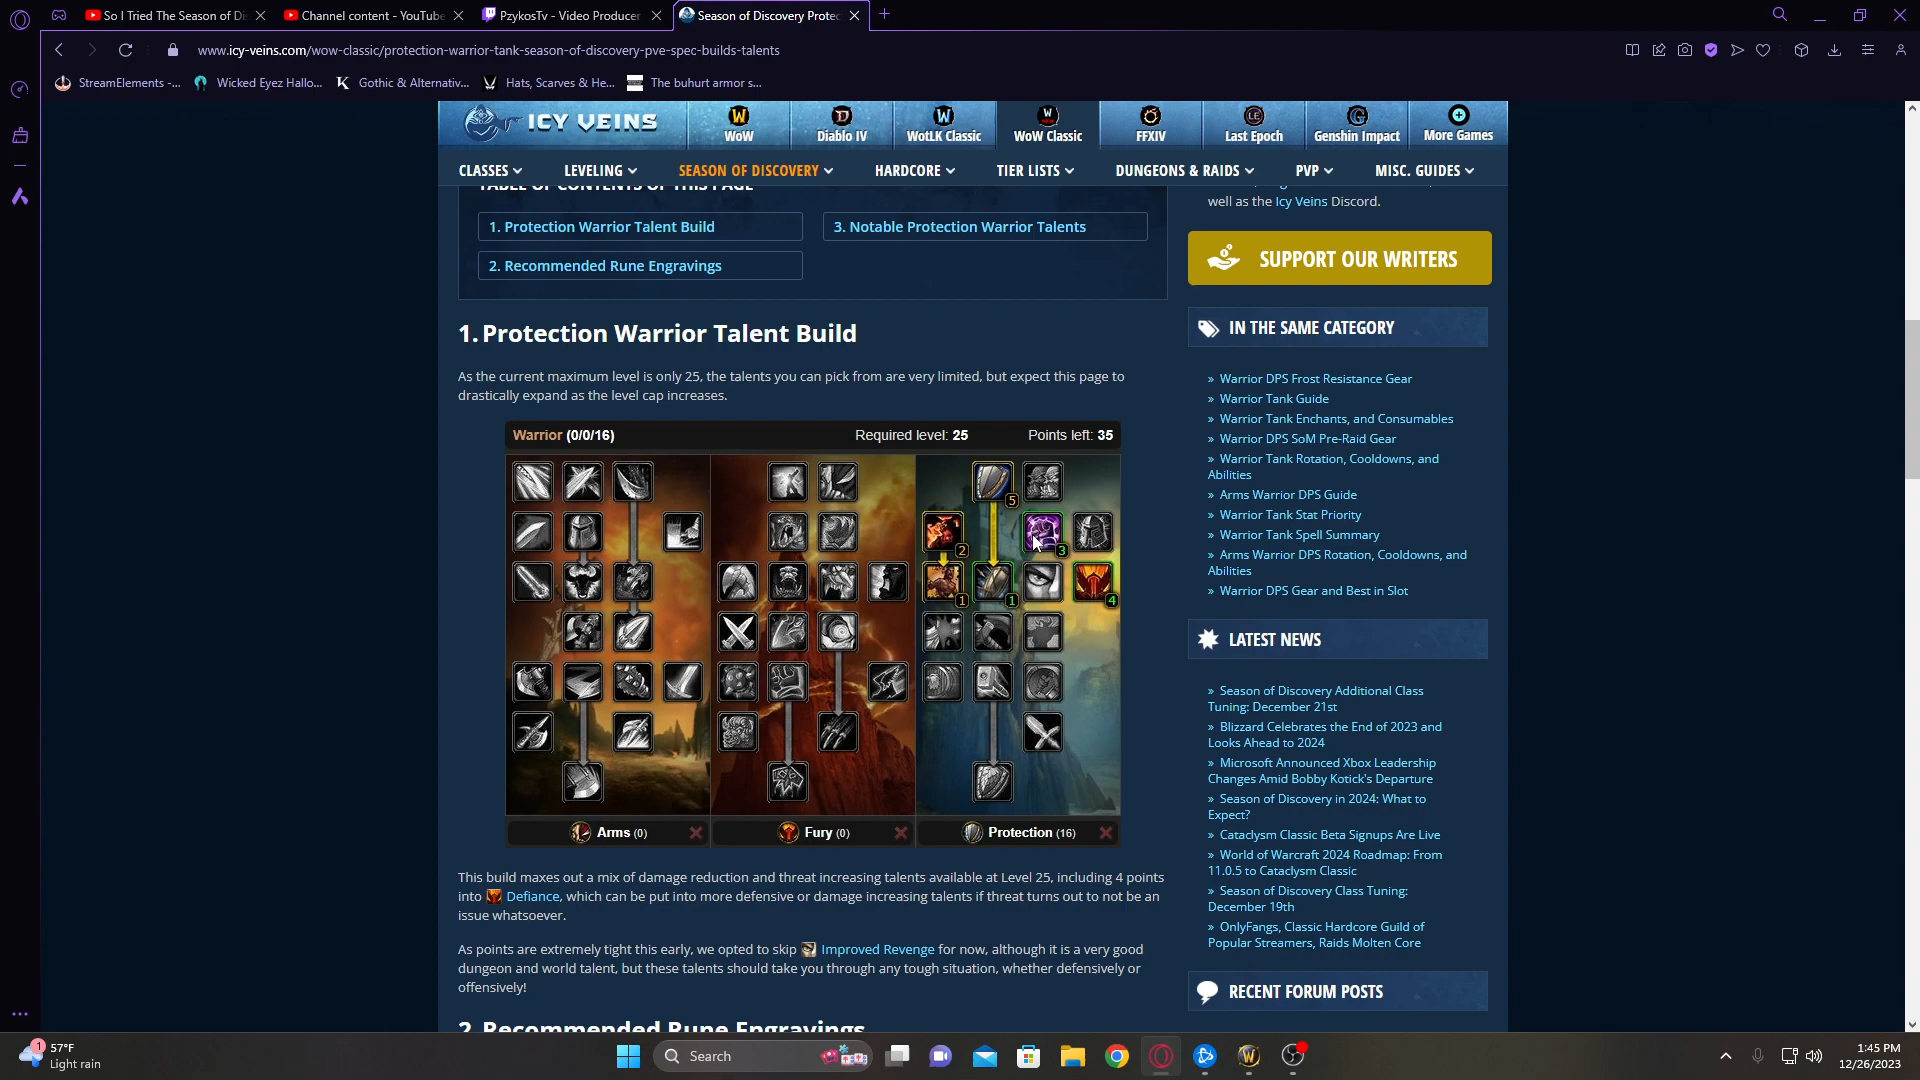 So I Tried The Season of Di
Channel content - YouTube
PzykosTv - Video Producer
Season of Discovery Protec
www.icy-veins.com/wow-classic/protection-warrior-tank-season-of-discovery-pve-spec-builds-talents
StreamElements -...
Wicked Eyez Hallo...
Gothic & Alternativ...
Hats, Scarves & He...
The buhurt armor s...
ICY VEINS
WoW
Diablo IV
WotLK Classic
WoW Classic
FFXIV
Last Epoch
Genshin Impact
More Games
CLASSES
LEVELING
SEASON OF DISCOVERY
HARDCORE
TIER LISTS
DUNGEONS & RAIDS
PVP
MISC. GUIDES
TABLE OF CONTENTS OF THIS PAGE
1. Protection Warrior Talent Build
3. Notable Protection Warrior Talents
2. Recommended Rune Engravings
well as the Icy Veins Discord.
SUPPORT OUR WRITERS
1. Protection Warrior Talent Build
As the current maximum level is only 25, the talents you can pick from are very limited, but expect this page to
drastically expand as the level cap increases.
Warrior (0/0/16)
Required level: 25
Points left: 35
5
2
3
1
1
4
Arms (0)
Fury (0)
Protection (16)
This build maxes out a mix of damage reduction and threat increasing talents available at Level 25, including 4 points
into Defiance, which can be put into more defensive or damage increasing talents if threat turns out to not be an
issue whatsoever.
As points are extremely tight this early, we opted to skip Improved Revenge for now, although it is a very good
dungeon and world talent, but these talents should take you through any tough situation, whether defensively or
offensively!
2. Recommended Rune Engravings
IN THE SAME CATEGORY
» Warrior DPS Frost Resistance Gear
» Warrior Tank Guide
» Warrior Tank Enchants, and Consumables
» Warrior DPS SoM Pre-Raid Gear
» Warrior Tank Rotation, Cooldowns, and
Abilities
» Arms Warrior DPS Guide
» Warrior Tank Stat Priority
» Warrior Tank Spell Summary
» Arms Warrior DPS Rotation, Cooldowns, and
Abilities
» Warrior DPS Gear and Best in Slot
LATEST NEWS
» Season of Discovery Additional Class
Tuning: December 21st
» Blizzard Celebrates the End of 2023 and
Looks Ahead to 2024
» Microsoft Announced Xbox Leadership
Changes Amid Bobby Kotick's Departure
» Season of Discovery in 2024: What to
Expect?
» Cataclysm Classic Beta Signups Are Live
» World of Warcraft 2024 Roadmap: From
11.0.5 to Cataclysm Classic
» Season of Discovery Class Tuning:
December 19th
» OnlyFangs, Classic Hardcore Guild of
Popular Streamers, Raids Molten Core
RECENT FORUM POSTS
1
57°F
Light rain
Search
1:45 PM
12/26/2023